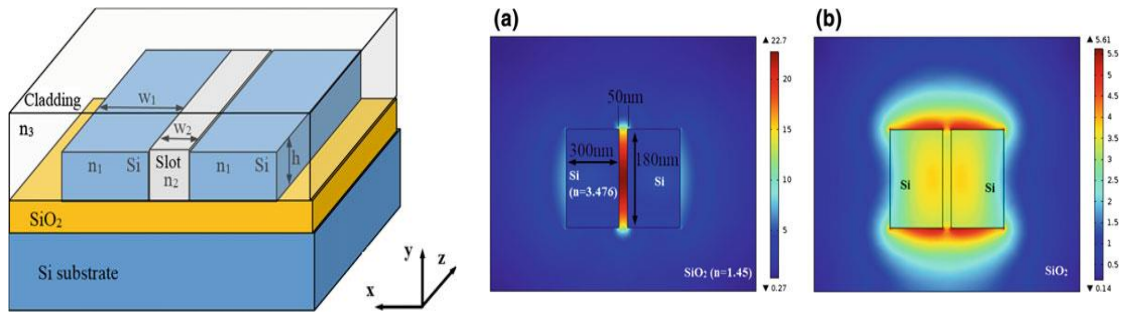 Cladding
n₃
W₁
W₂
n₁ Si
Slot
n₂
n₁ Si
h
SiO₂
Si substrate
y
z
x
(a)
50nm
300nm
180nm
Si
(n=3.476)
Si
SiO₂ (n=1.45)
▲ 22.7
20
15
10
5
▼ 0.27
(b)
Si
Si
SiO₂
▲ 5.61
5.5
5
4.5
4
3.5
3
2.5
2
1.5
1
0.5
▼ 0.14